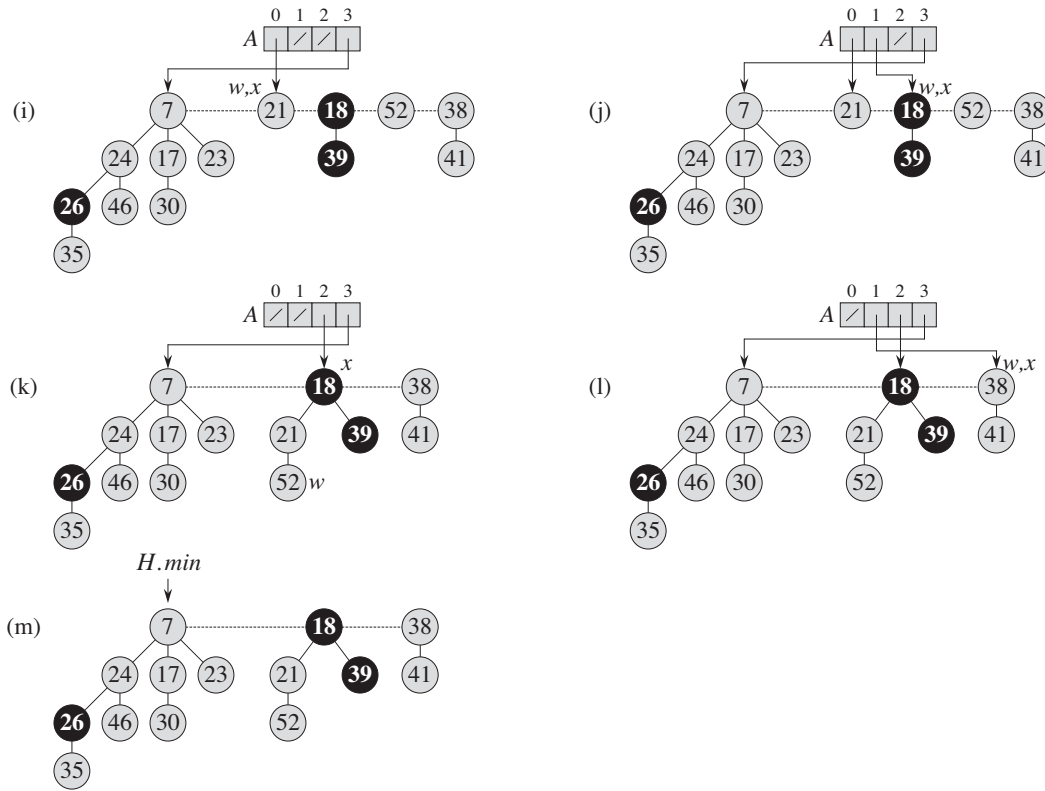 0 1 2 3
A
w,x
(i) 7 21 18 52 38
24 17 23 39 41
26 46 30
35
0 1 2 3
A
w,x
(j) 7 21 18 52 38
24 17 23 39 41
26 46 30
35
0 1 2 3
A
x
(k) 7 18 38
24 17 23 21 39 41
26 46 30 52 w
35
0 1 2 3
A
w,x
(l) 7 18 38
24 17 23 21 39 41
26 46 30 52
35
H.min
(m) 7 18 38
24 17 23 21 39 41
26 46 30 52
35